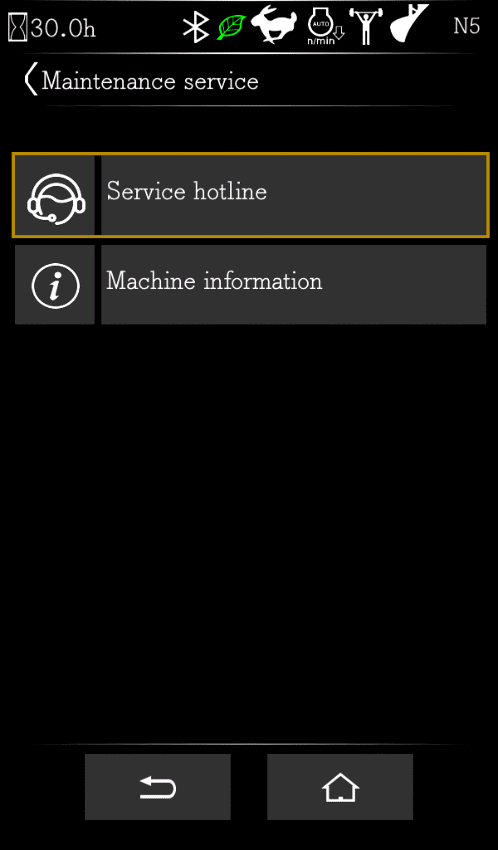 30.0h
AUTO
n/min
N5
Maintenance service
Service hotline
i
Machine information